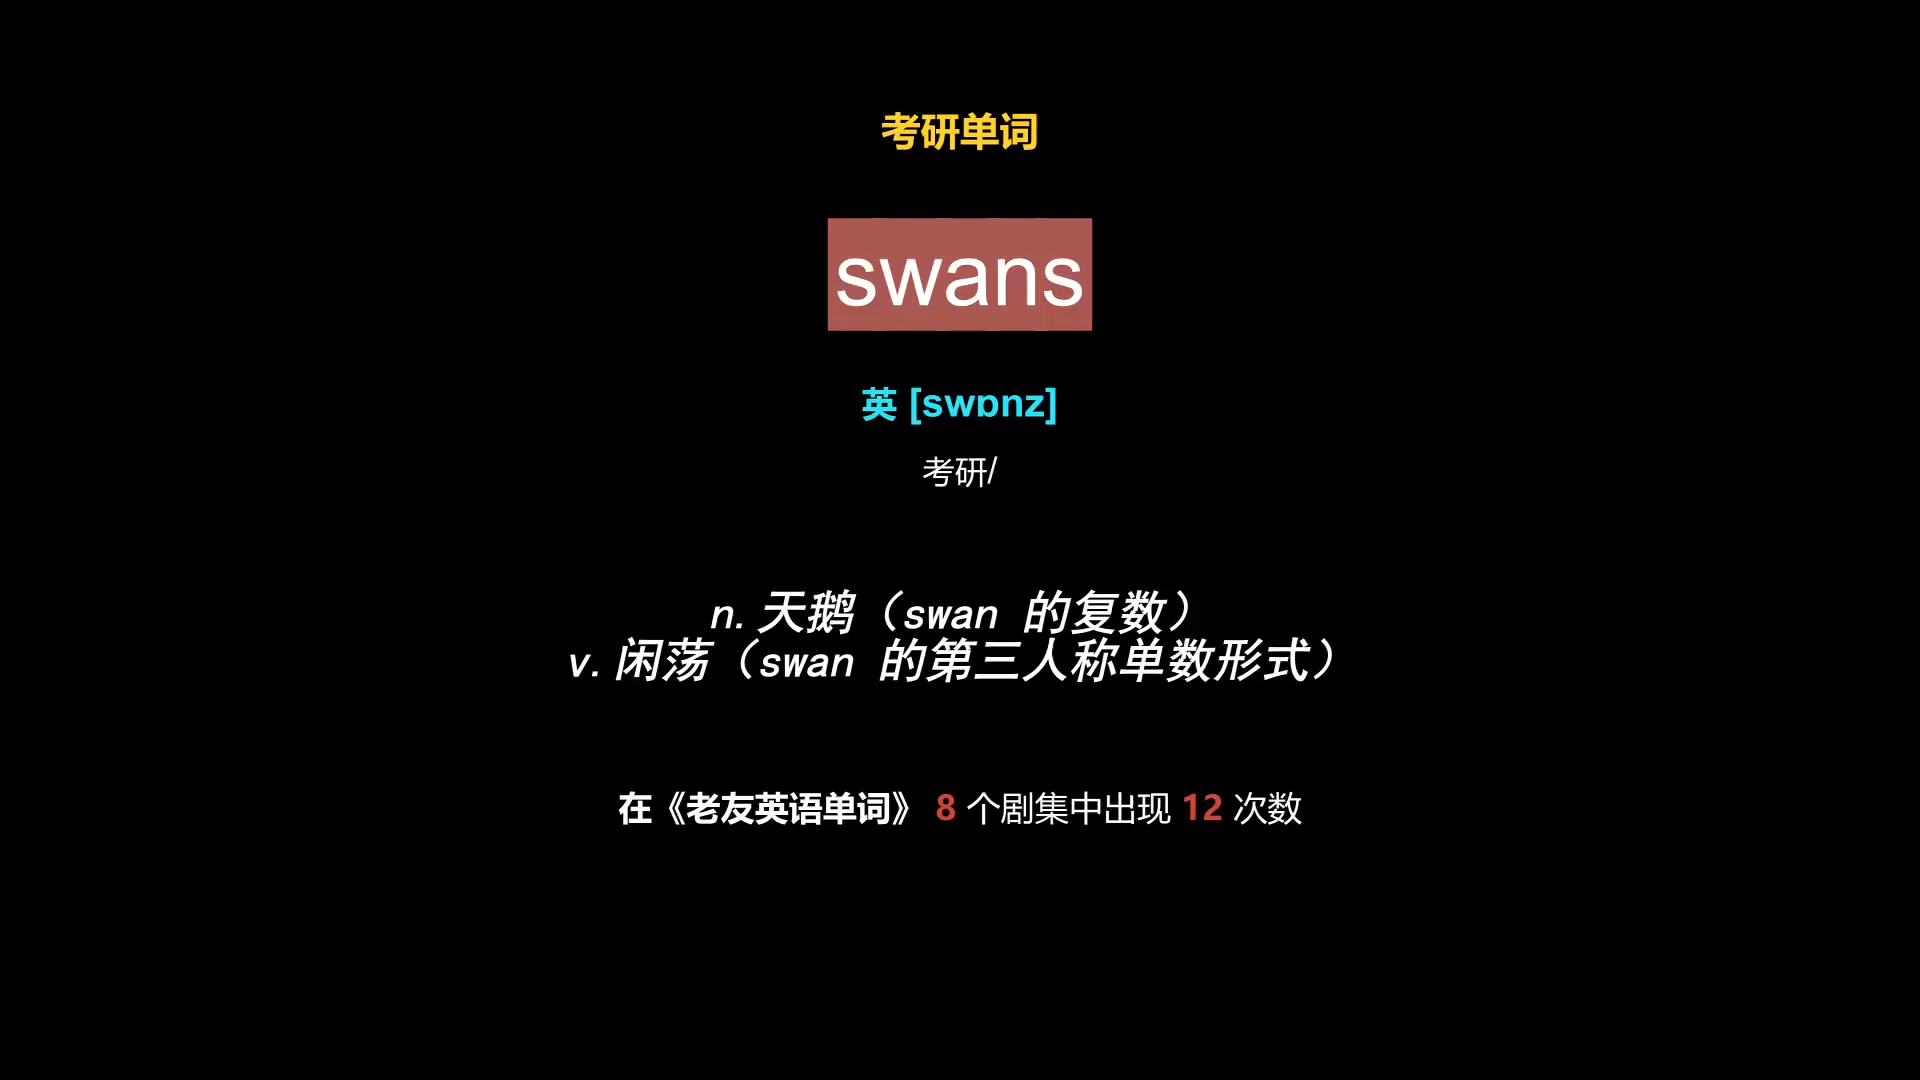 考研单词
swans
英 [swɒnz]
考研/
n. 天鹅（swan 的复数）
v. 闲荡（swan 的第三人称单数形式）
在《老友英语单词》 8 个剧集中出现 12 次数